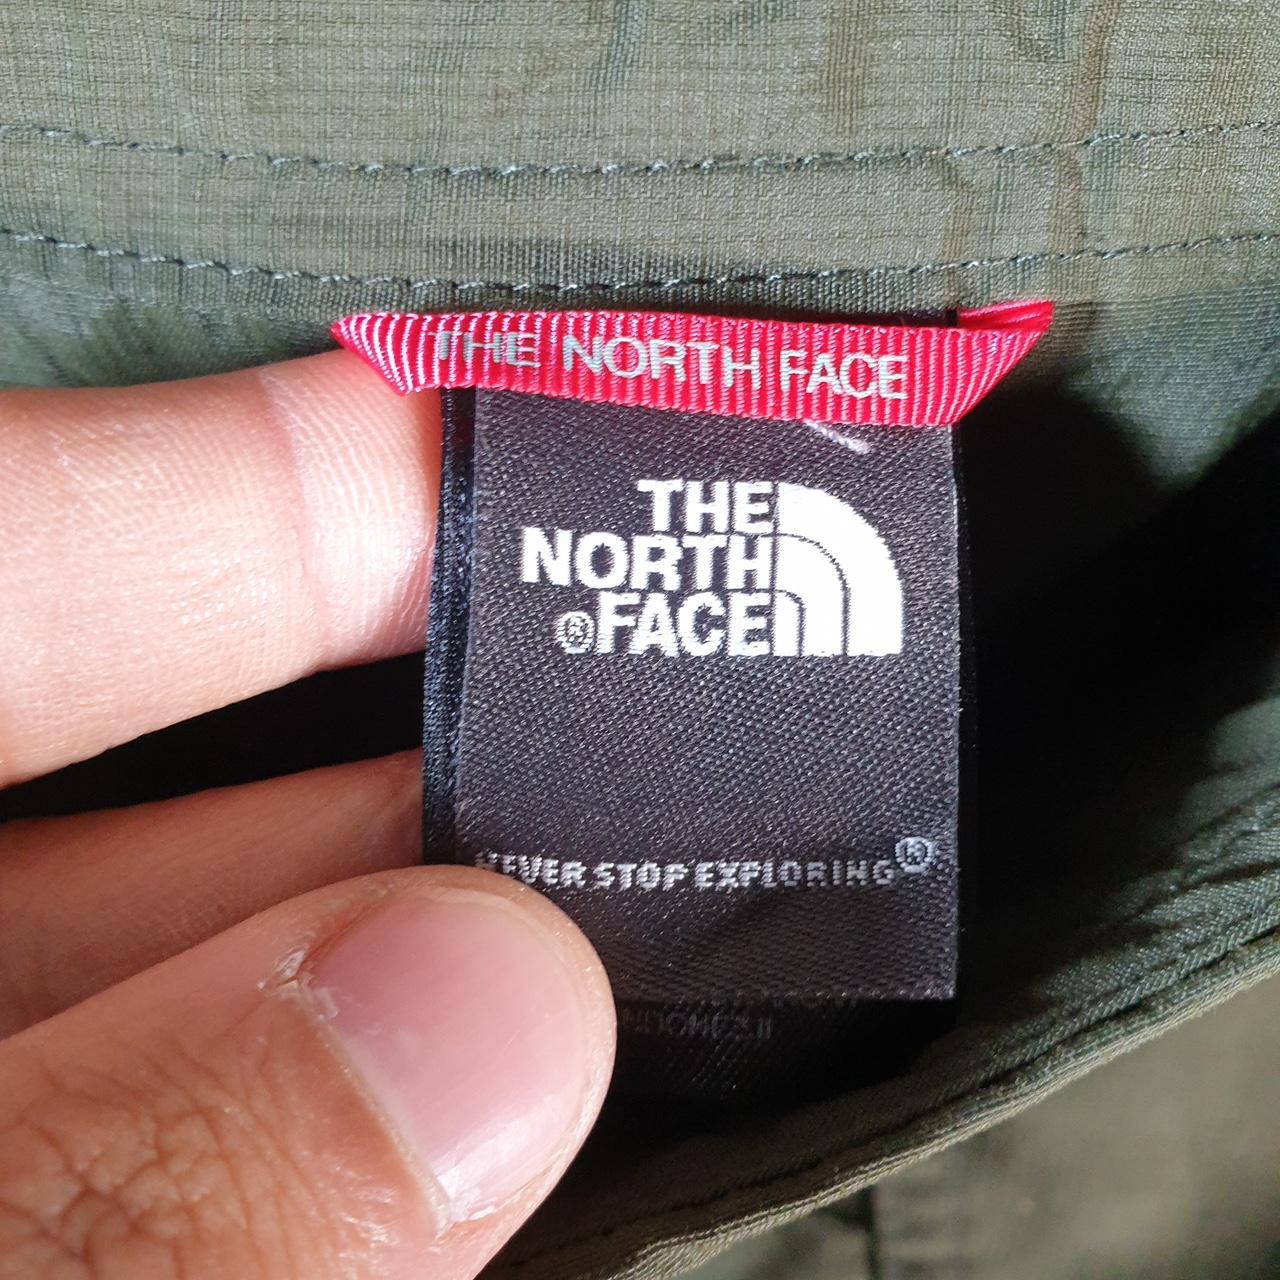 THE NORTH FACE
THE
NORTH
®FACE
NEVER STOP EXPLORING®